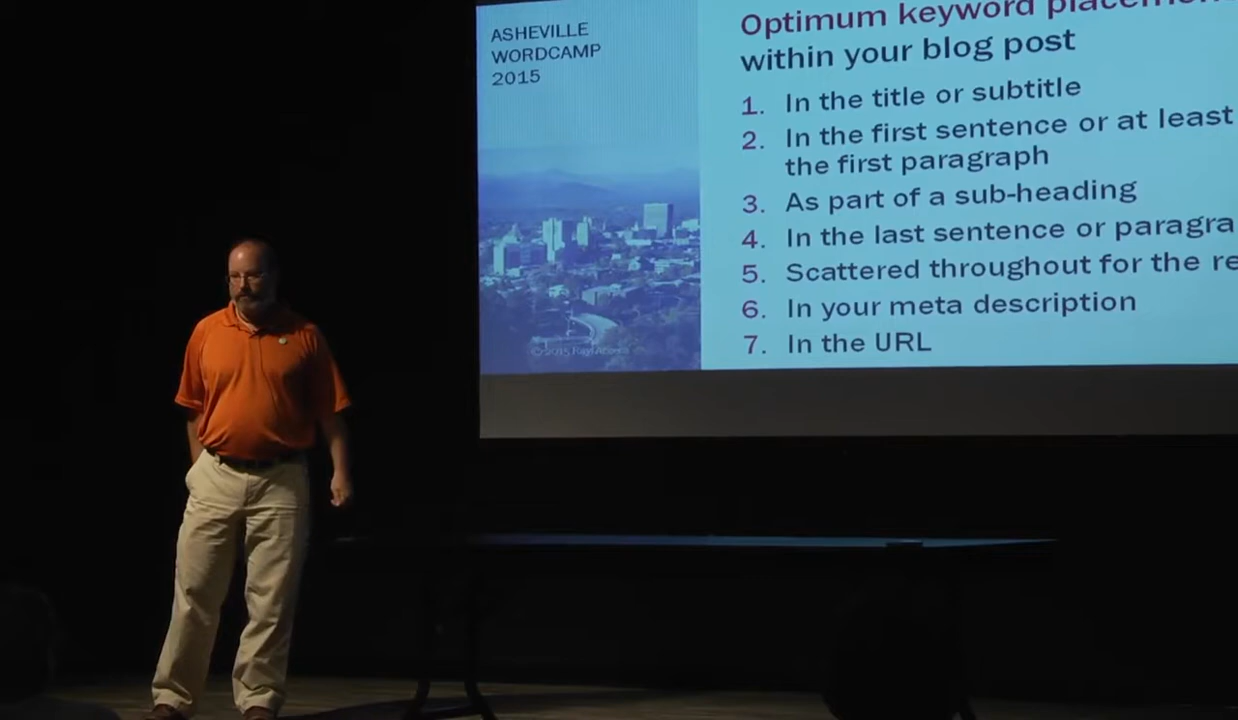 ASHEVILLE
WORDCAMP
2015
Optimum keyword
within your blog post
1. In the title or subtitle
2. In the first sentence or at least
the first paragraph
3. As part of a sub-heading
4. In the last sentence or
5. Scattered throughout for the
6. In your meta description
7. In the URL